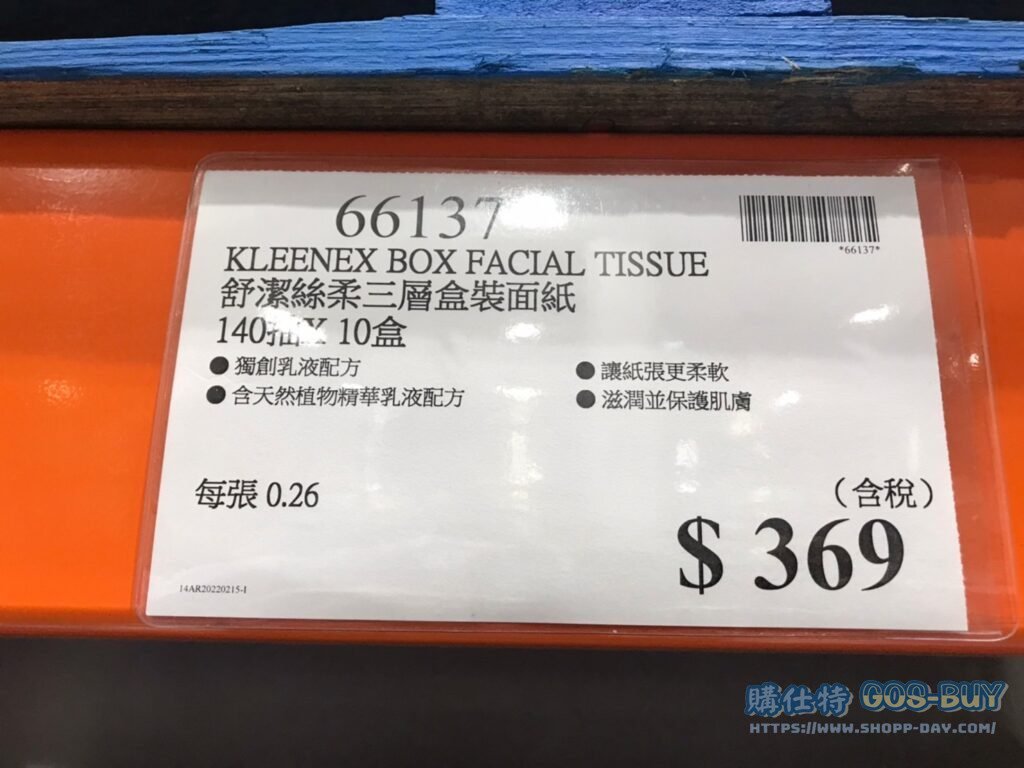 66137
*66137*
KLEENEX BOX FACIAL TISSUE
舒潔絲柔三層盒裝面紙
140抽X 10盒
●獨創乳液配方
●讓紙張更柔軟
●含天然植物精華乳液配方
●滋潤並保護肌膚
每張 0.26
（含稅）
$ 369
14AR20220215-1
購仕特 GOS-BUY
HTTPS://WWW.SHOPP-DAY.COM/